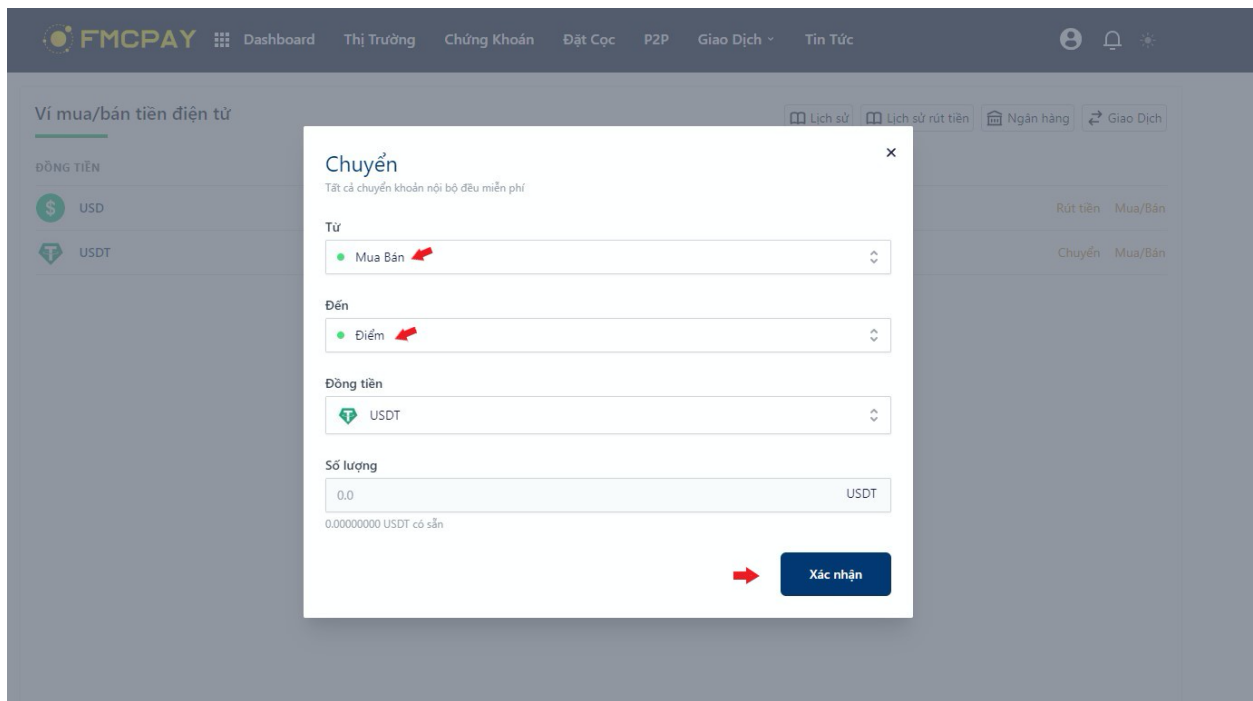 FMCPAY Dashboard Thị Trường Chứng Khoán Đặt Cọc P2P Giao Dịch Tin Tức
Ví mua/bán tiền điện tử
Lịch sử Lịch sử rút tiền Ngân hàng Giao Dịch
ĐỒNG TIỀN
USD Rút tiền Mua/Bán
USDT Chuyển Mua/Bán
Chuyển
Tất cả chuyển khoản nội bộ đều miễn phí
Từ
Mua Bán
Đến
Điểm
Đồng tiền
USDT
Số lượng
0.0 USDT
0.00000000 USDT có sẵn
Xác nhận